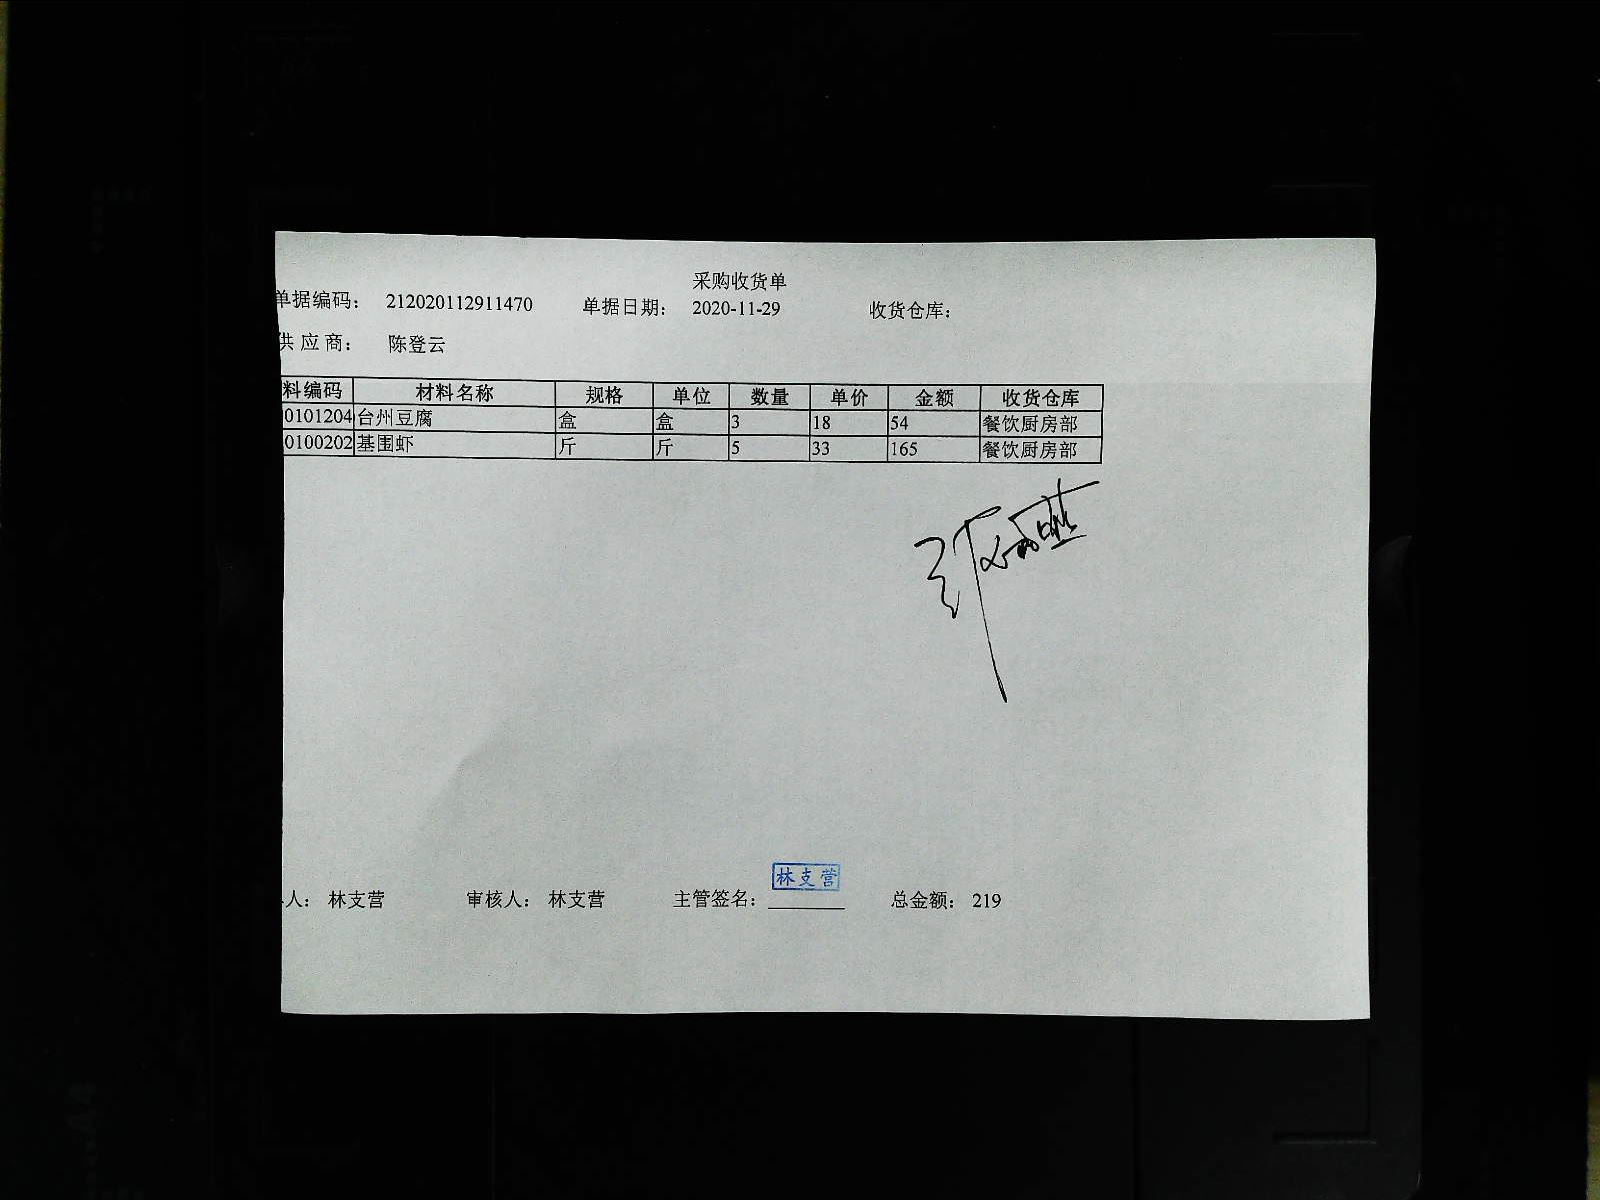 采购收货单
单据编码： 212020112911470 单据日期： 2020-11-29 收货仓库：
供应商： 陈登云
料编码 材料名称 规格 单位 数量 单价 金额 收货仓库
0101204 台州豆腐 盒 盒 3 18 54 餐饮厨房部
0100202 基围虾 斤 斤 5 33 165 餐饮厨房部
林支营
人： 林支营 审核人： 林支营 主管签名： 总金额： 219